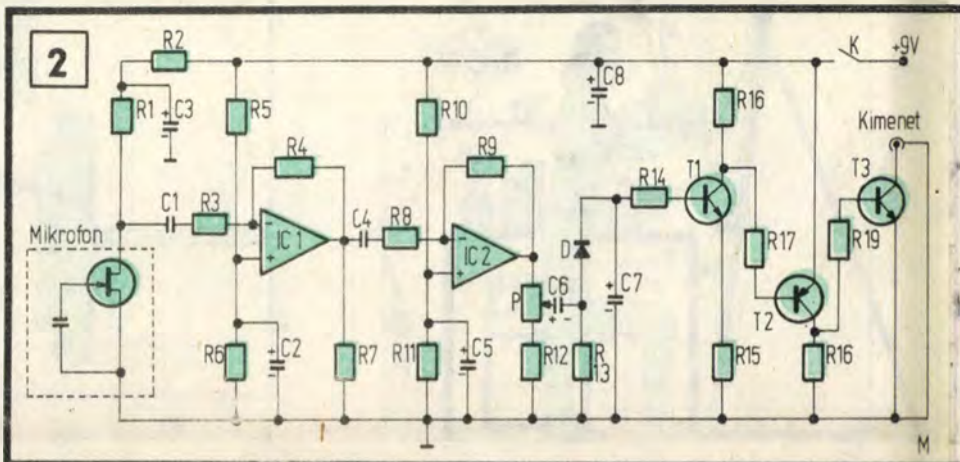 2
R2
K
+9V
R1
C3
+
-
R5
R10
C8
+
-
R16
Kimenet
R4
R9
T1
T3
C1
R3
C4
R8
R14
Mikrofon
-
IC1
+
-
IC2
+
D
R17
R19
P
C6
+ -
+
C7
-
T2
R6
+
C2
-
R7
R11
+
C5
-
R12
R
13
R15
R16
M